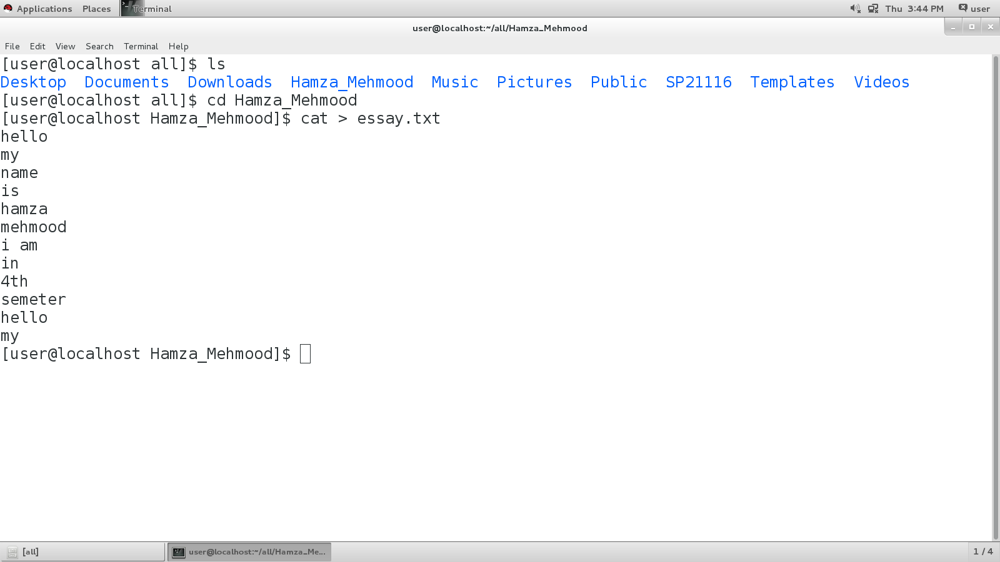 Applications Places Terminal Thu 3:44 PM user
user@localhost:~/all/Hamza_Mehmood
File Edit View Search Terminal Help
[user@localhost all]$ ls
Desktop Documents Downloads Hamza_Mehmood Music Pictures Public SP21116 Templates Videos
[user@localhost all]$ cd Hamza_Mehmood
[user@localhost Hamza_Mehmood]$ cat > essay.txt
hello
my
name
is
hamza
mehmood
i am
in
4th
semeter
hello
my
[user@localhost Hamza_Mehmood]$
[all] user@localhost:~/all/Hamza_Me... 1 / 4